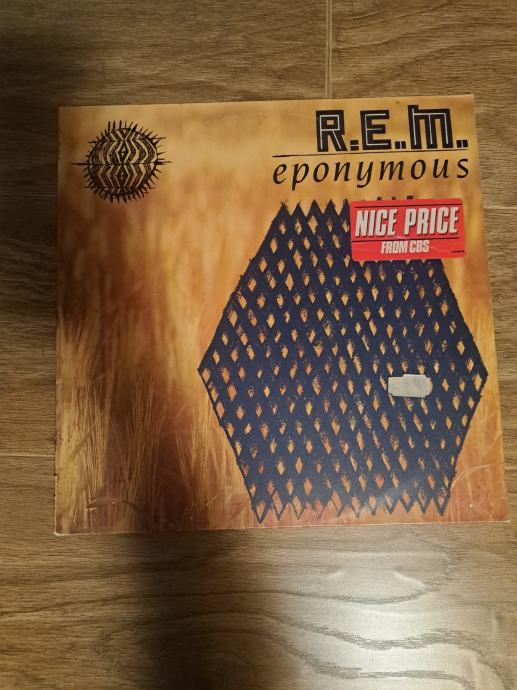 R.E.M.
eponymous
NICE PRICE
FROM CBS